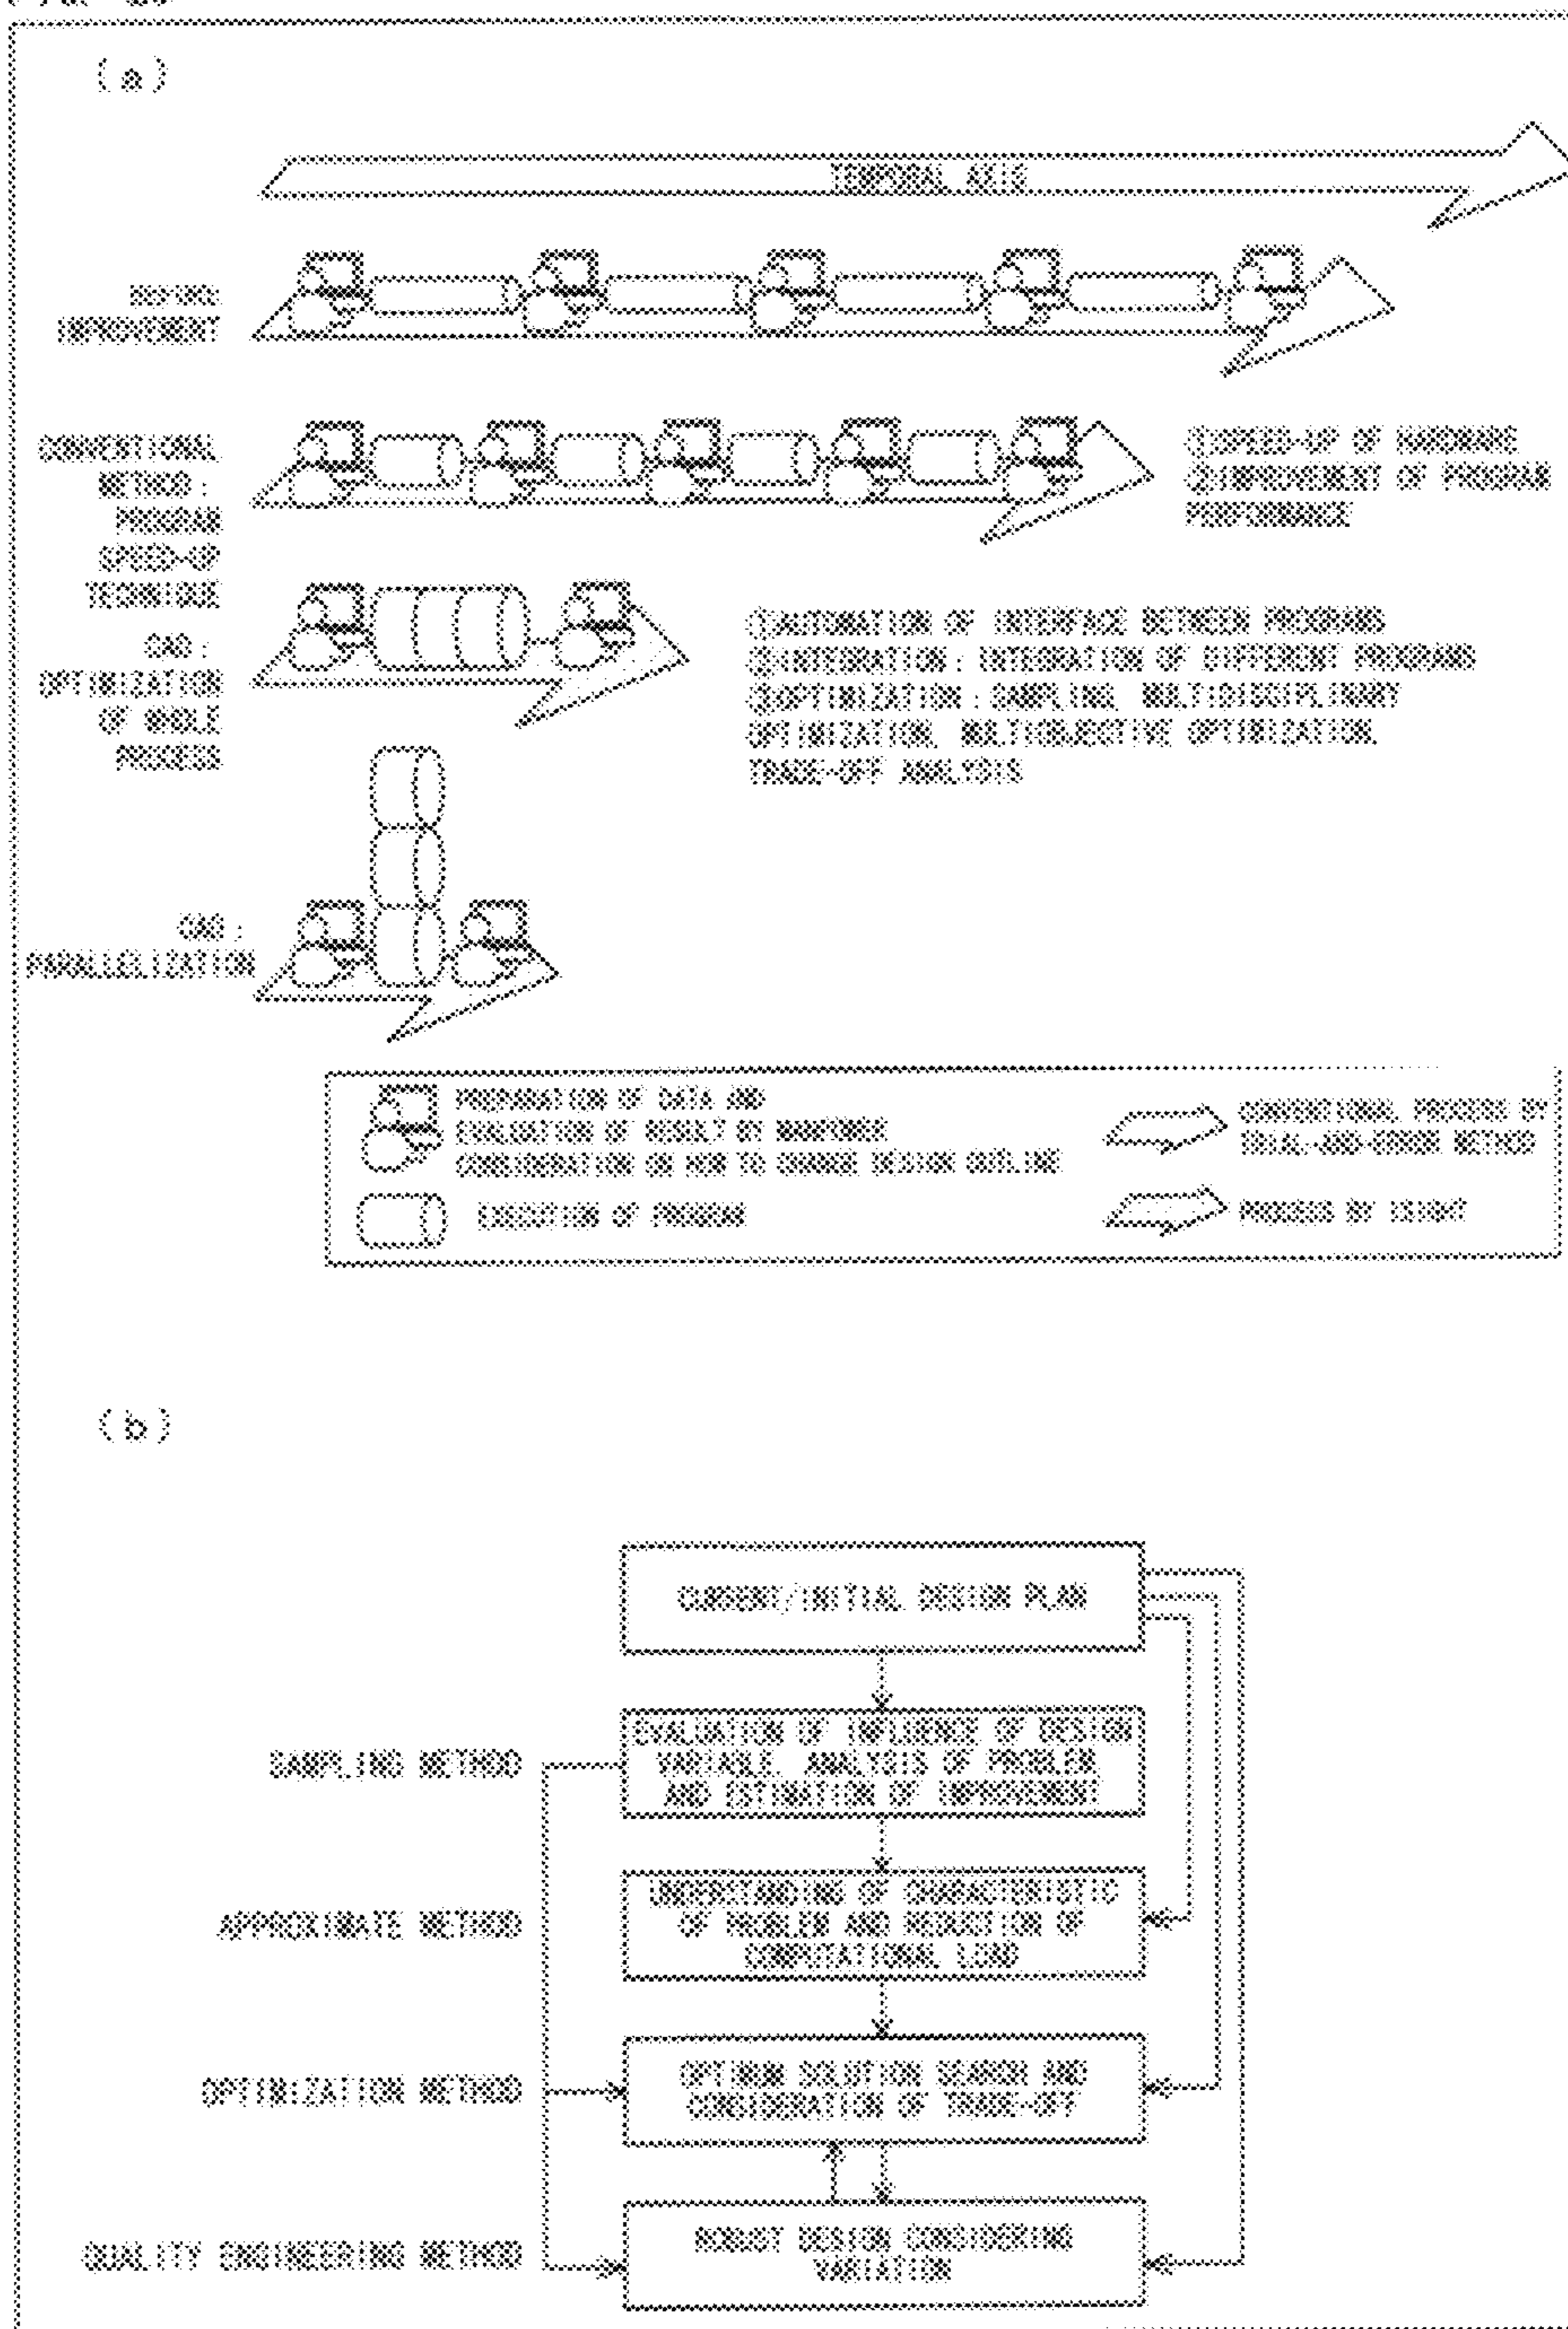 (a)
TEMPORAL AXIS
BEFORE
IMPROVEMENT
CONVENTIONAL
METHOD:
PROGRAM
SPEED-UP
TECHNIQUE
①SPEED-UP OF HARDWARE
②IMPROVEMENT OF PROGRAM
PERFORMANCE
CAO:
OPTIMIZATION
OF WHOLE
PROCESS
①AUTOMATION OF INTERFACE BETWEEN PROGRAMS
②INTEGRATION: INTEGRATION OF DIFFERENT PROGRAMS
③OPTIMIZATION: SAMPLING, MULTIDISCIPLINARY
OPTIMIZATION, MULTIOBJECTIVE OPTIMIZATION,
TRADE-OFF ANALYSIS
CAO:
PARALLELIZATION
PREPARATION OF DATA AND
EVALUATION OF RESULT BY MANFORCE
CONSIDERATION ON HOW TO CHANGE DESIGN OUTLINE
EXECUTION OF PROGRAM
CONVENTIONAL PROCESS BY
TRIAL-AND-ERROR METHOD
PROCESS BY ISIGHT
(b)
CURRENT/INITIAL DESIGN PLAN
SAMPLING METHOD
EVALUATION OF INFLUENCE OF DESIGN
VARIABLE, ANALYSIS OF PROBLEM
AND ESTIMATION OF IMPROVEMENT
APPROXIMATE METHOD
UNDERSTANDING OF CHARACTERISTIC
OF PROBLEM AND REDUCTION OF
COMPUTATIONAL LOAD
OPTIMIZATION METHOD
OPTIMUM SOLUTION SEARCH AND
CONSIDERATION OF TRADE-OFF
QUALITY ENGINEERING METHOD
ROBUST DESIGN CONSIDERING
VARIATION